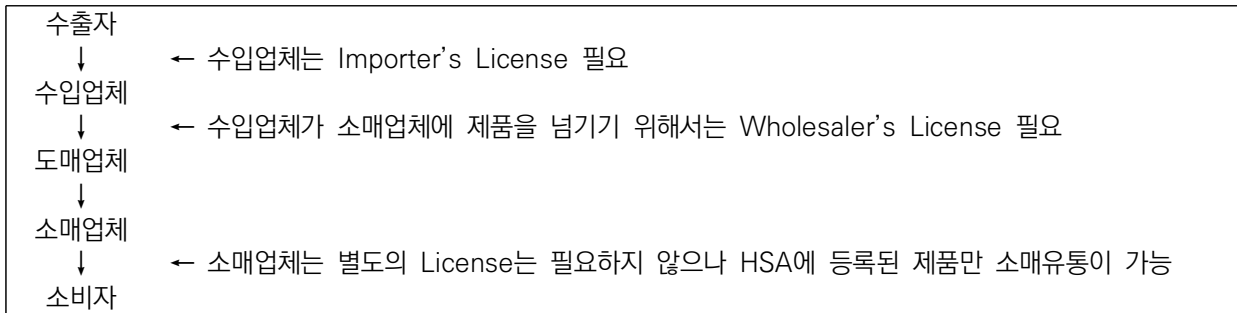 수출자
↓ ← 수입업체는 Importer’s License 필요
수입업체
↓ ← 수입업체가 소매업체에 제품을 넘기기 위해서는 Wholesaler’s License 필요
도매업체
↓
소매업체
↓ ← 소매업체는 별도의 License는 필요하지 않으나 HSA에 등록된 제품만 소매유통이 가능
소비자